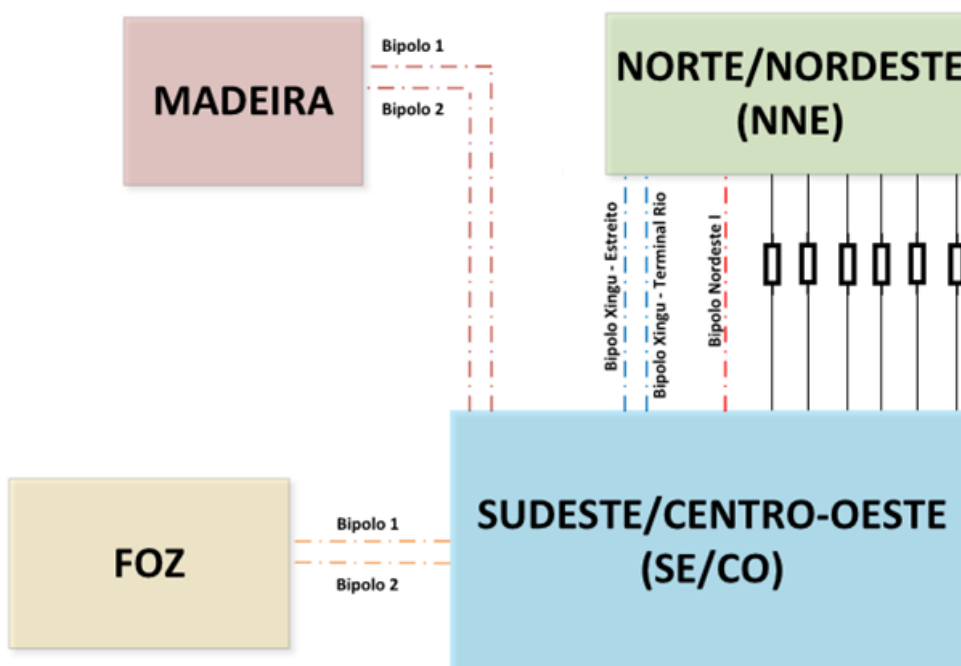 MADEIRA
Bipolo 1
Bipolo 2
NORTE/NORDESTE
(NNE)
Bipolo Xingu - Estreito
Bipolo Xingu - Terminal Rio
Bipolo Nordeste I
FOZ
Bipolo 1
Bipolo 2
SUDESTE/CENTRO-OESTE
(SE/CO)